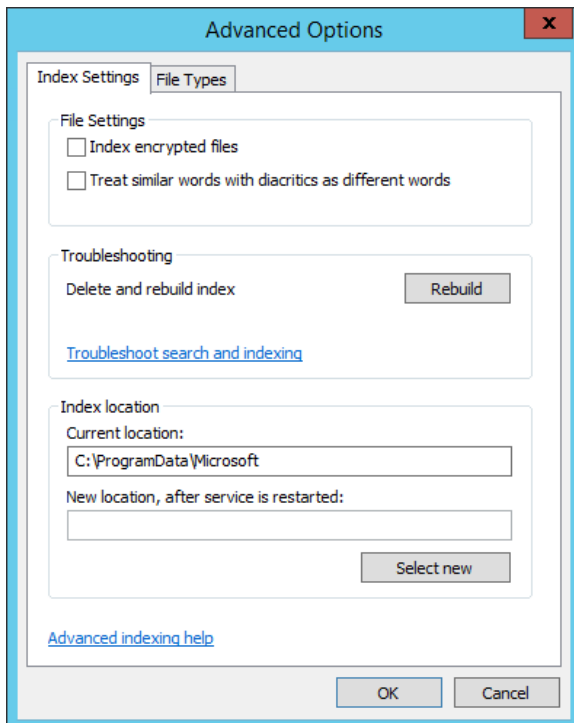 Advanced Options
x
Index Settings
File Types
File Settings
Index encrypted files
Treat similar words with diacritics as different words
Troubleshooting
Delete and rebuild index
Rebuild
Troubleshoot search and indexing
Index location
Current location:
C:\ProgramData\Microsoft
New location, after service is restarted:
Select new
Advanced indexing help
OK
Cancel